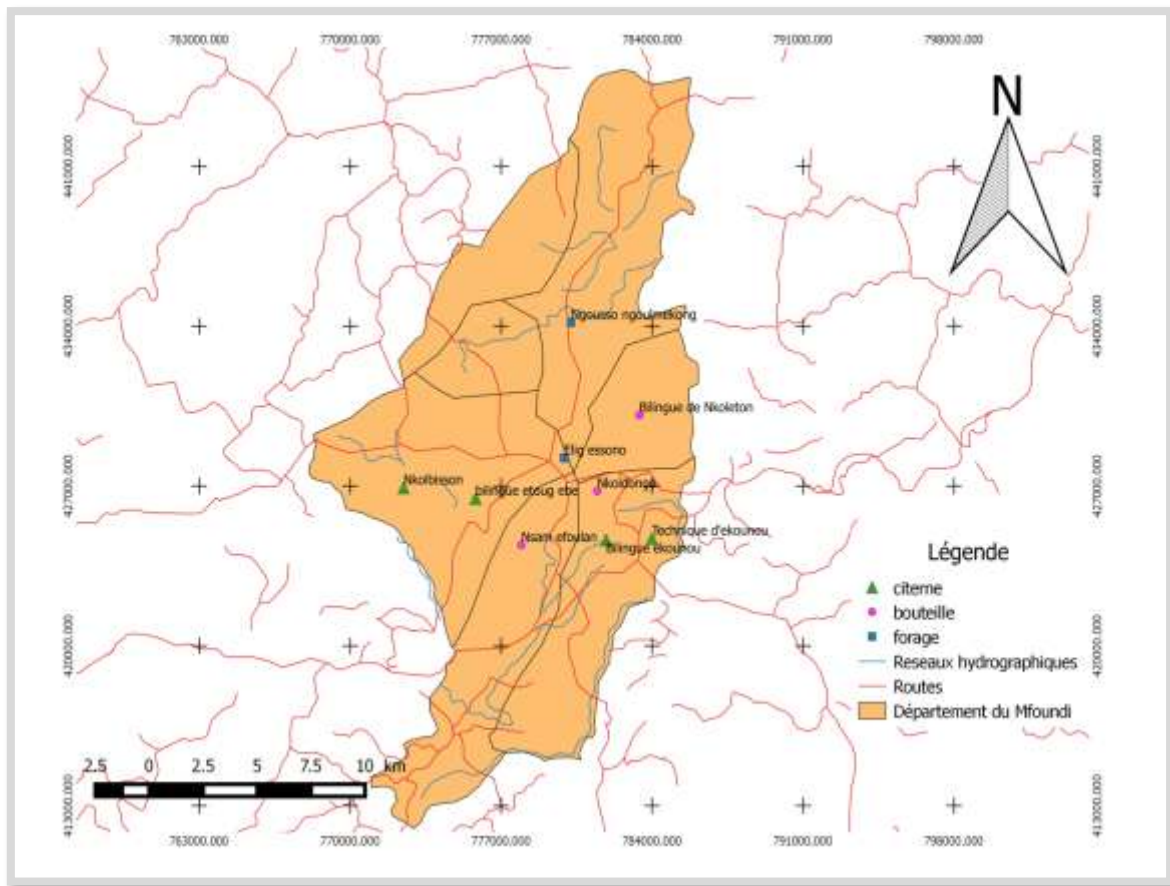 763000.000 770000.000 777000.000 784000.000 791000.000 798000.000
N
441000.000 441000.000
434000.000 434000.000
Ngousso ngoulmekong
Bilingue de Nkoleton
Elig essono
427000.000 427000.000
Nkolbisson
bilingue etoug ebe
Nkoldongo
Nsam efoulan
Technique d'ekounou
Bilingue ekounou
Légende
citerne
bouteille
forage
Reseaux hydrographiques
Routes
Département du Mfoundi
420000.000 420000.000
2.5 0 2.5 5 7.5 10 km
413000.000 413000.000
763000.000 770000.000 777000.000 784000.000 791000.000 798000.000